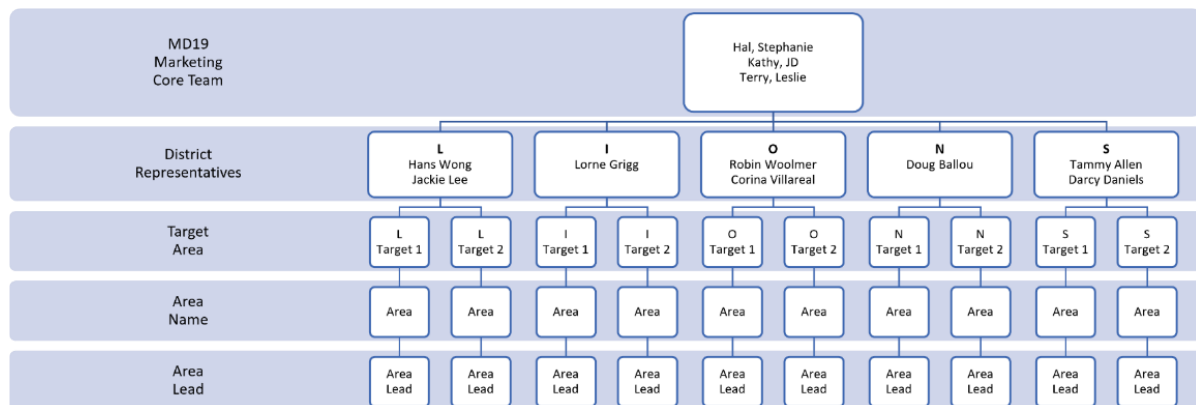 MD19
Marketing
Core Team
Hal, Stephanie
Kathy, JD
Terry, Leslie
District
Representatives
L
Hans Wong
Jackie Lee
I
Lorne Grigg
O
Robin Woolmer
Corina Villareal
N
Doug Ballou
S
Tammy Allen
Darcy Daniels
Target
Area
L
Target 1
L
Target 2
I
Target 1
I
Target 2
O
Target 1
O
Target 2
N
Target 1
N
Target 2
S
Target 1
S
Target 2
Area
Name
Area
Area
Area
Area
Area
Area
Area
Area
Area
Area
Area
Lead
Area
Lead
Area
Lead
Area
Lead
Area
Lead
Area
Lead
Area
Lead
Area
Lead
Area
Lead
Area
Lead
Area
Lead